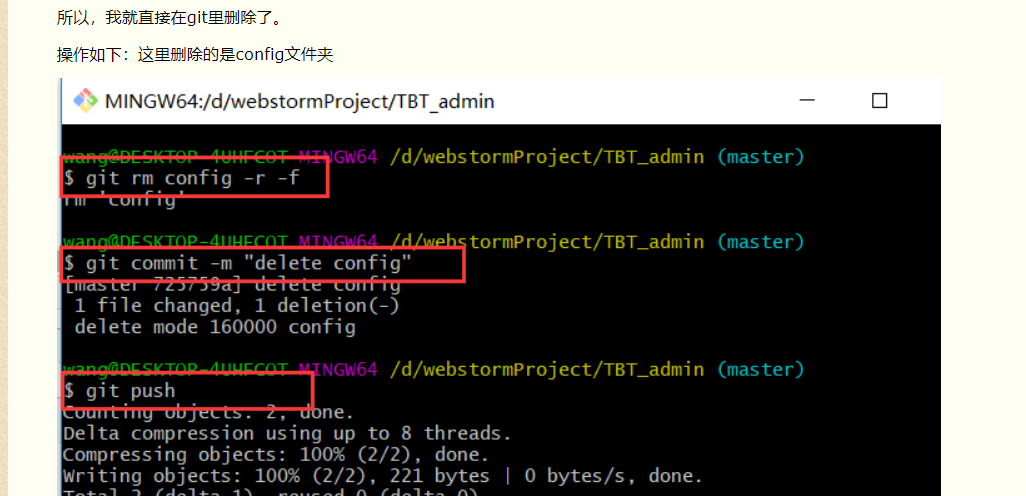 所以，我就直接在git里删除了。
操作如下：这里删除的是config文件夹
MINGW64:/d/webstormProject/TBT_admin
wang@DESKTOP-4UHFCOT MINGW64 /d/webstormProject/TBT_admin (master)
$ git rm config -r -f
rm 'config'
wang@DESKTOP-4UHFCOT MINGW64 /d/webstormProject/TBT_admin (master)
$ git commit -m "delete config"
[master 725759a] delete config
1 file changed, 1 deletion(-)
delete mode 160000 config
wang@DESKTOP-4UHFCOT MINGW64 /d/webstormProject/TBT_admin (master)
$ git push
Counting objects: 2, done.
Delta compression using up to 8 threads.
Compressing objects: 100% (2/2), done.
Writing objects: 100% (2/2), 221 bytes | 0 bytes/s, done.
(delta 1), reused 0 (delta 0)